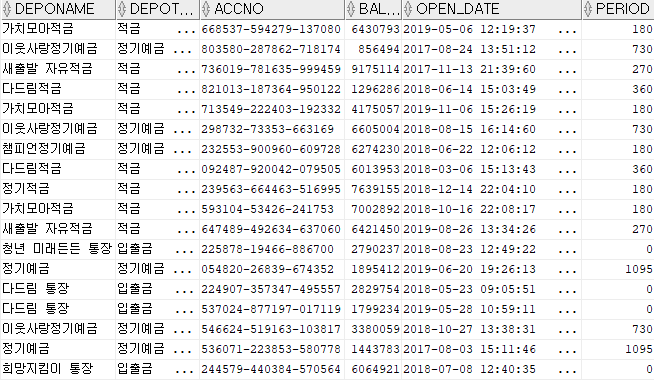 DEPONAME DEPOT... ACCNO BAL... OPEN_DATE PERIOD
가치모아적금 적금 ... 668537-594279-137080 6430793 2019-05-06 12:19:37 ... 180
이웃사랑정기예금 정기예금 ... 803580-287862-718174 856494 2017-08-24 13:51:12 ... 730
새출발 자유적금 적금 ... 736019-781635-999459 9175114 2017-11-13 21:39:60 ... 270
다드림적금 적금 ... 821013-187364-950122 1296286 2018-06-14 15:03:49 ... 360
가치모아적금 적금 ... 713549-222403-192332 4175057 2019-11-06 15:26:19 ... 180
이웃사랑정기예금 정기예금 ... 298732-73353-663169 6605004 2018-08-15 16:14:60 ... 730
챔피언정기예금 정기예금 ... 232553-900960-609728 6274230 2018-06-22 12:06:12 ... 180
다드림적금 적금 ... 092487-920042-079505 6013953 2018-03-06 15:13:43 ... 360
정기적금 적금 ... 239563-664463-516995 7639155 2018-12-14 22:04:10 ... 180
가치모아적금 적금 ... 593104-53426-241753 7002892 2018-10-16 22:08:17 ... 180
새출발 자유적금 적금 ... 647489-492634-637060 6421450 2019-08-26 13:34:26 ... 270
청년 미래든든 통장 입출금 ... 225878-19466-886700 2790237 2018-08-23 12:49:22 ... 0
정기예금 정기예금 ... 054820-26839-674352 1895412 2019-06-20 19:26:13 ... 1095
다드림 통장 입출금 ... 224907-357347-495557 2829754 2018-05-23 09:05:51 ... 0
다드림 통장 입출금 ... 537024-877197-017119 1799234 2019-05-28 10:59:11 ... 0
이웃사랑정기예금 정기예금 ... 546624-519163-103817 3380059 2018-10-27 13:38:31 ... 730
정기예금 정기예금 ... 536071-223853-580778 1443783 2017-08-03 15:11:46 ... 1095
희망지킴이 통장 입출금 ... 244579-440384-570564 6064921 2018-07-08 12:40:35 ... 0